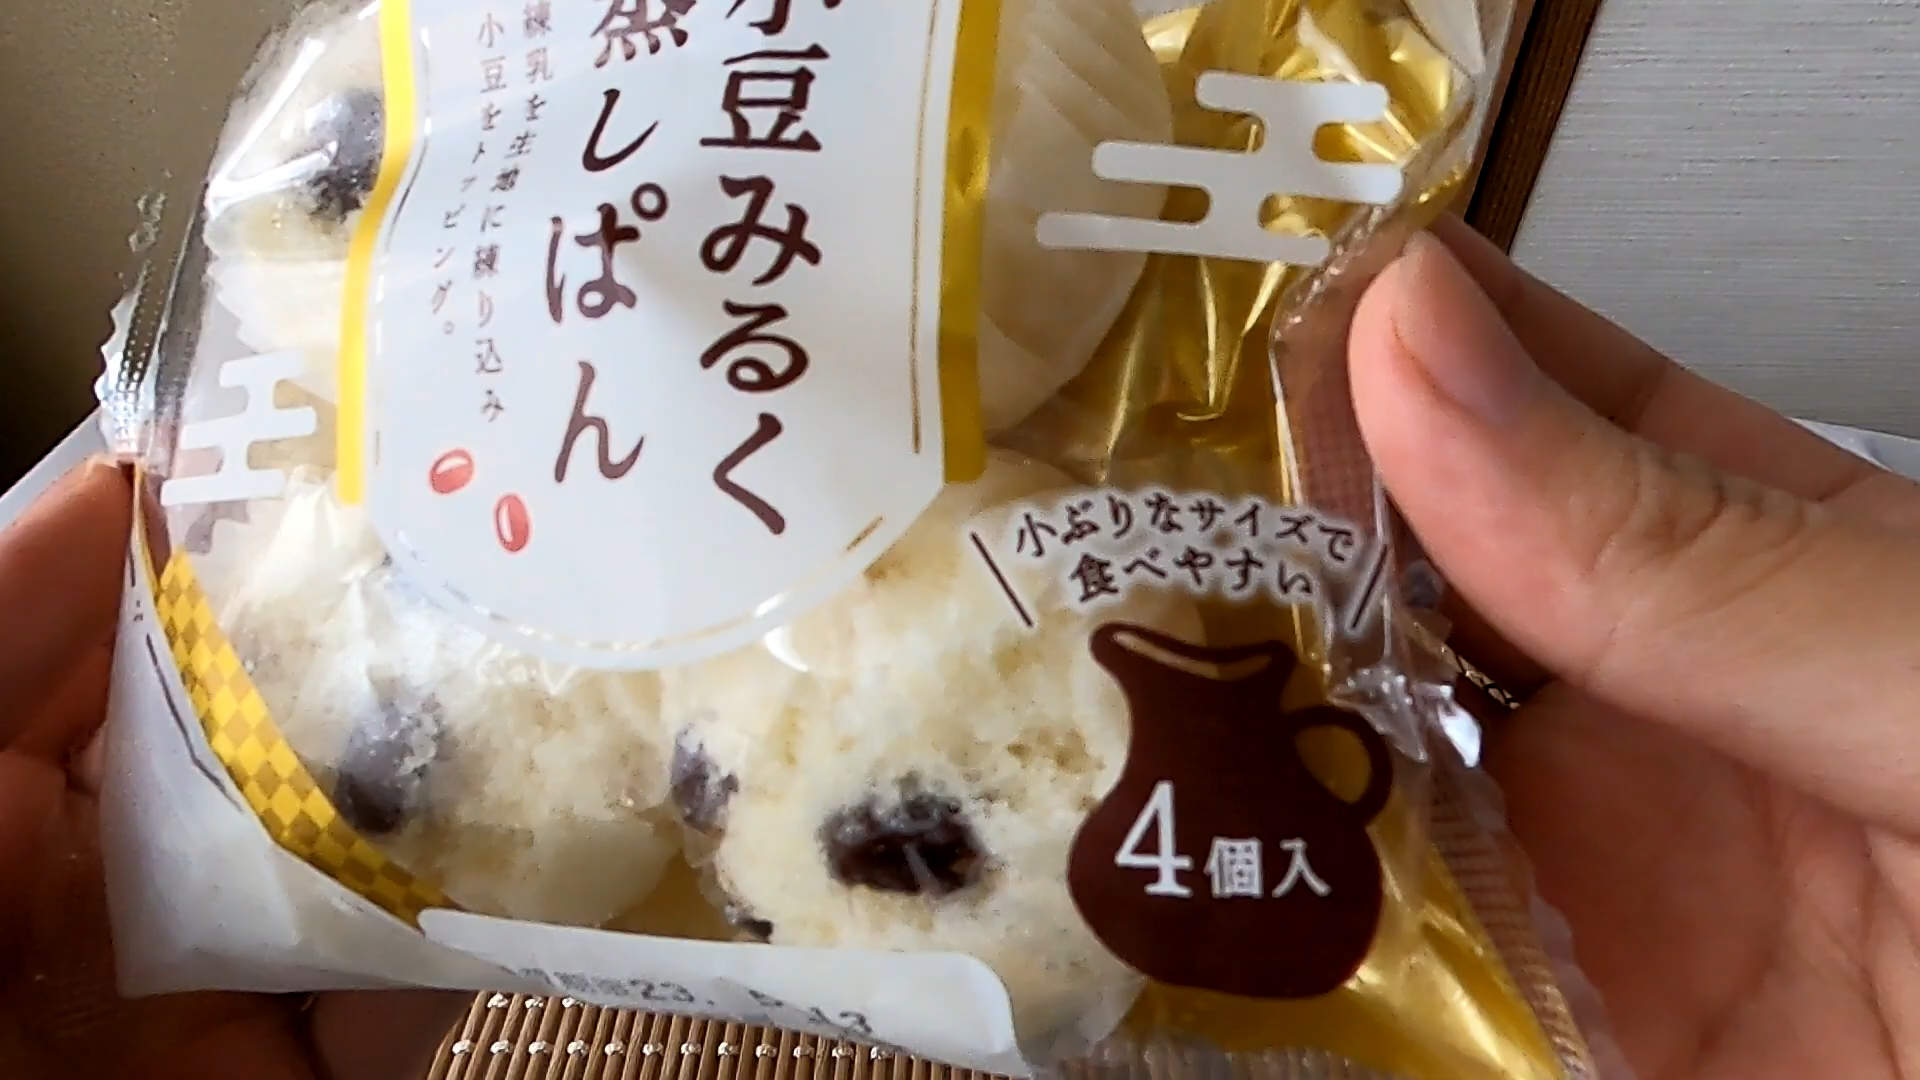 小豆みるく
蒸しぱん
練乳を生地に練り込み
小豆をトッピング。
小ぶりなサイズで
食べやすい
4個入